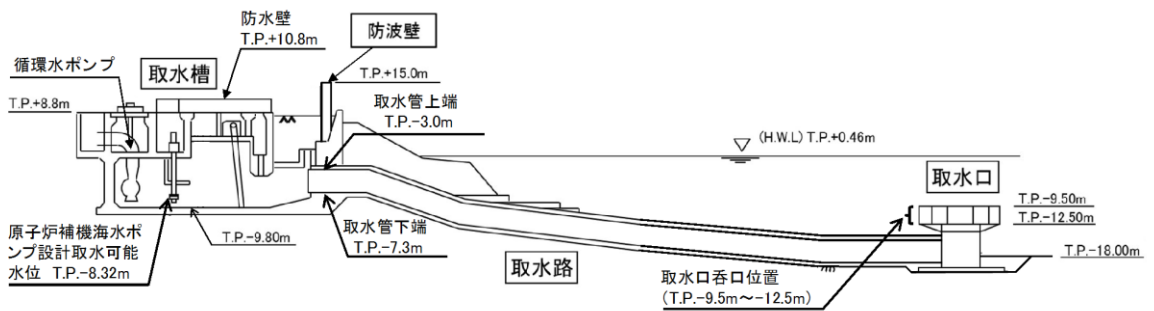 防水壁
T.P.+10.8m
防波壁
循環水ポンプ
取水槽
T.P.+15.0m
T.P.+8.8m
取水管上端
T.P.-3.0m
(H.W.L) T.P.+0.46m
取水口
T.P.-9.50m
T.P.-12.50m
原子炉補機海水ポ
ンプ設計取水可能
水位 T.P.-8.32m
T.P.-9.80m
取水管下端
T.P.-7.3m
取水路
T.P.-18.00m
取水口呑口位置
(T.P.-9.5m～-12.5m)